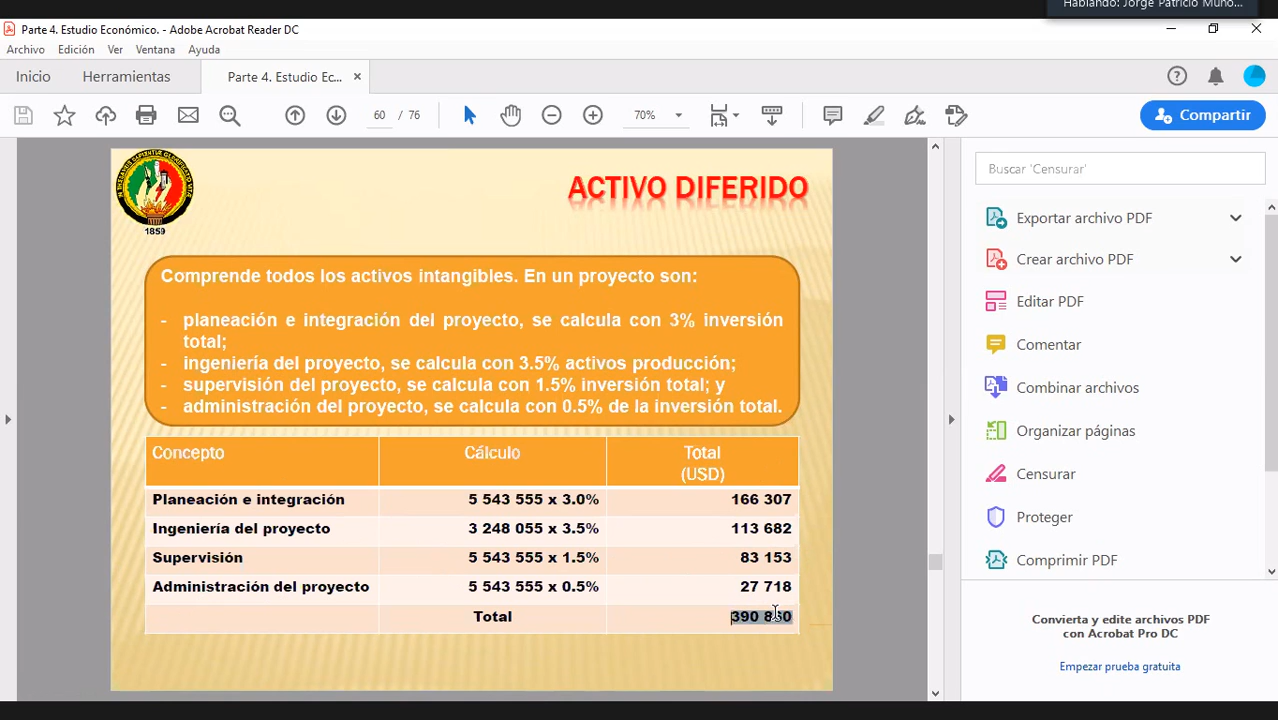 Hablando: Jorge Patricio Muño...
Parte 4. Estudio Económico. - Adobe Acrobat Reader DC
Archivo Edición Ver Ventana Ayuda
Inicio Herramientas Parte 4. Estudio Ec... ×
60 / 76 70% Compartir
ACTIVO DIFERIDO
1859
Comprende todos los activos intangibles. En un proyecto son:
- planeación e integración del proyecto, se calcula con 3% inversión
total;
- ingeniería del proyecto, se calcula con 3.5% activos producción;
- supervisión del proyecto, se calcula con 1.5% inversión total; y
- administración del proyecto, se calcula con 0.5% de la inversión total.
Concepto Cálculo Total
(USD)
Planeación e integración 5 543 555 x 3.0% 166 307
Ingeniería del proyecto 3 248 055 x 3.5% 113 682
Supervisión 5 543 555 x 1.5% 83 153
Administración del proyecto 5 543 555 x 0.5% 27 718
Total 390 860
Buscar 'Censurar'
Exportar archivo PDF
Crear archivo PDF
Editar PDF
Comentar
Combinar archivos
Organizar páginas
Censurar
Proteger
Comprimir PDF
Convierta y edite archivos PDF
con Acrobat Pro DC
Empezar prueba gratuita